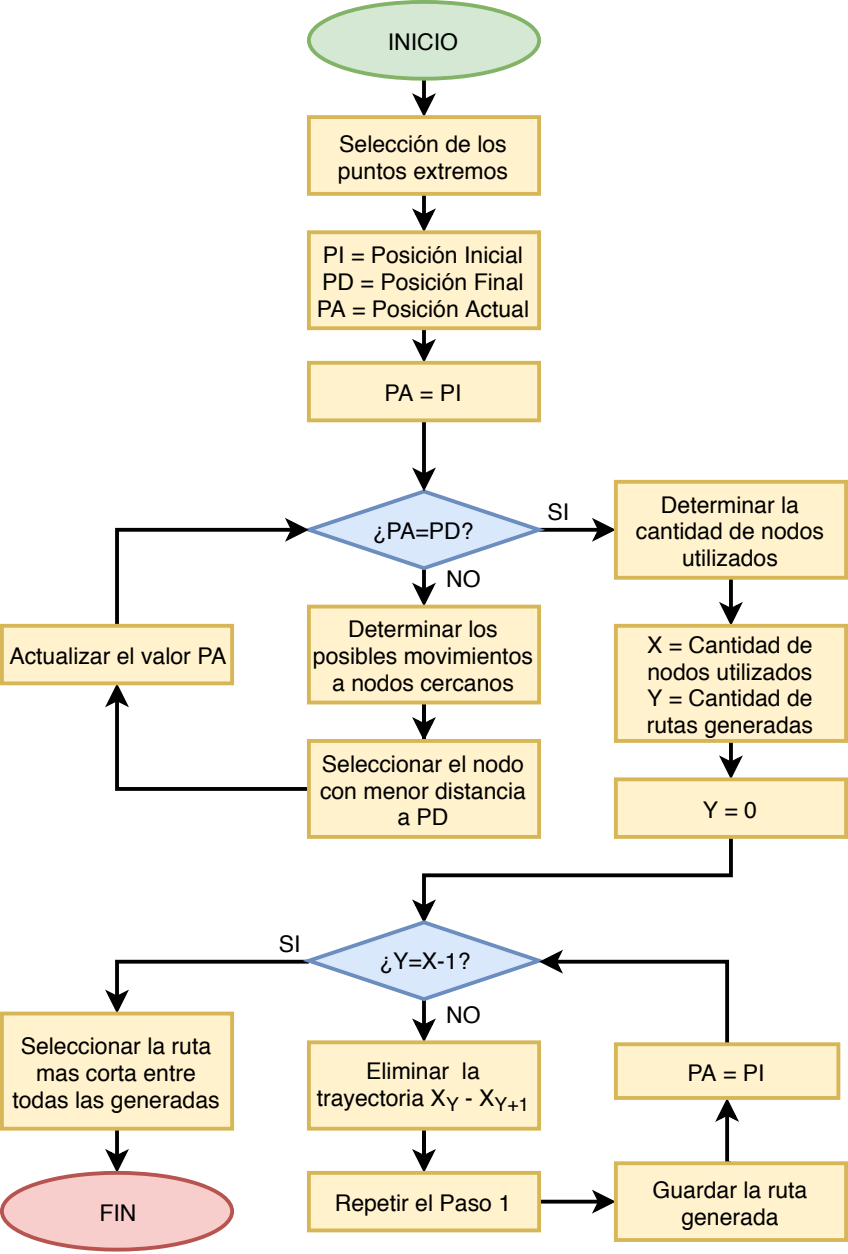 INICIO
Selección de los
puntos extremos
PI = Posición Inicial
PD = Posición Final
PA = Posición Actual
PA = PI
¿PA=PD?
SI
NO
Determinar los
posibles movimientos
a nodos cercanos
Seleccionar el nodo
con menor distancia
a PD
Actualizar el valor PA
Determinar la
cantidad de nodos
utilizados
X = Cantidad de
nodos utilizados
Y = Cantidad de
rutas generadas
Y = 0
¿Y=X-1?
SI
NO
Seleccionar la ruta
mas corta entre
todas las generadas
FIN
Eliminar la
trayectoria X_Y - X_{Y+1}
Repetir el Paso 1
Guardar la ruta
generada
PA = PI